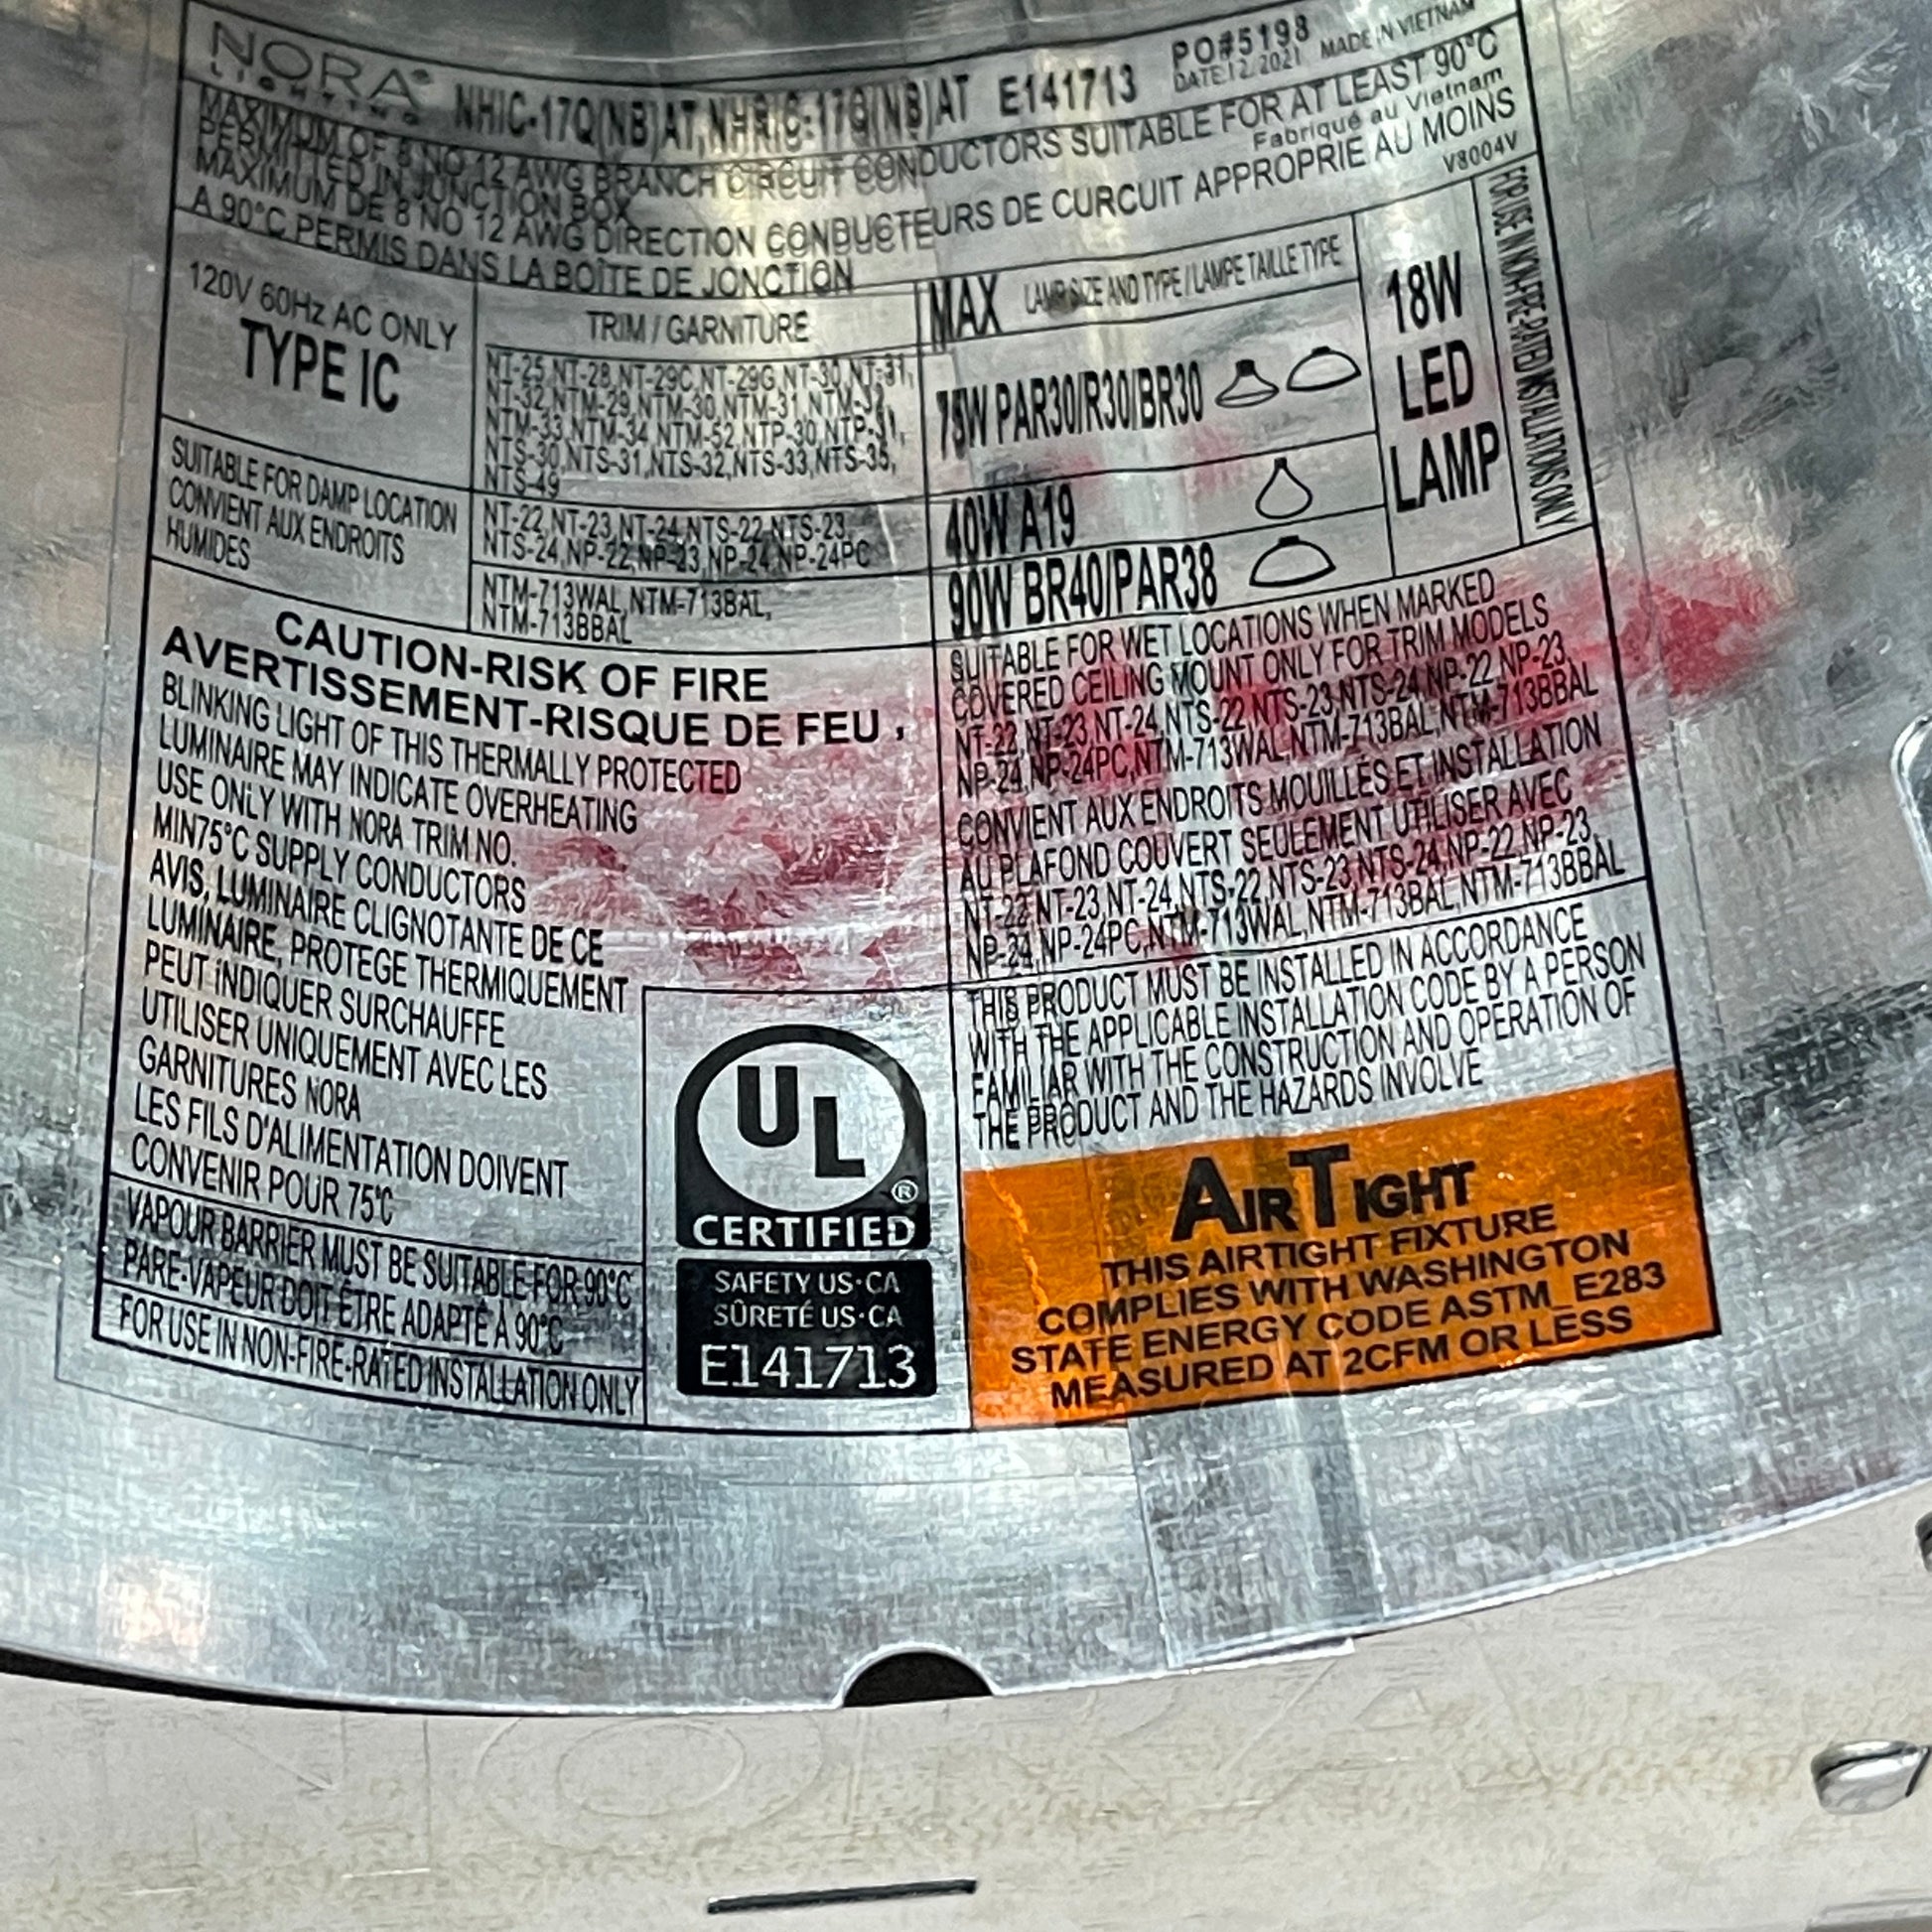 NORA®
LIGHTING
NHIC-17Q(NB)AT,NHRIC-17Q(NB)AT E141713
PO#5198
DATE:12.2021
MADE IN VIETNAM
MAXIMUM OF 8 NO 12 AWG BRANCH CIRCUIT CONDUCTORS SUITABLE FOR AT LEAST 90°C
PERMITTED IN JUNCTION BOX
Fabriqué au Vietnam
MAXIMUM DE 8 NO 12 AWG DIRECTION CONDUCTEURS DE CURCUIT APPROPRIE AU MOINS
A 90°C PERMIS DANS LA BOÎTE DE JONCTION
V8004V
120V 60Hz AC ONLY
TYPE IC
SUITABLE FOR DAMP LOCATION
CONVIENT AUX ENDROITS
HUMIDES
TRIM / GARNITURE
NT-25,NT-28,NT-29C,NT-29G,NT-30,NT-31,
NT-32,NTM-29,NTM-30,NTM-31,NTM-32,
NTM-33,NTM-34,NTM-52,NTP-30,NTP-31,
NTS-30,NTS-31,NTS-32,NTS-33,NTS-35,
NTS-49
NT-22,NT-23,NT-24,NTS-22,NTS-23,
NTS-24,NP-22,NP-23,NP-24,NP-24PC
NTM-713WAL,NTM-713BAL,
NTM-713BBAL
MAX LAMP SIZE AND TYPE / LAMPE TAILLE TYPE
75W PAR30/R30/BR30
40W A19
90W BR40/PAR38
18W
LED
LAMP
FOR USE IN NON-FIRE-RATED INSTALLATIONS ONLY
CAUTION-RISK OF FIRE
AVERTISSEMENT-RISQUE DE FEU ,
BLINKING LIGHT OF THIS THERMALLY PROTECTED
LUMINAIRE MAY INDICATE OVERHEATING
USE ONLY WITH NORA TRIM NO.
MIN75°C SUPPLY CONDUCTORS
AVIS, LUMINAIRE CLIGNOTANTE DE CE
LUMINAIRE, PROTEGE THERMIQUEMENT
PEUT INDIQUER SURCHAUFFE
UTILISER UNIQUEMENT AVEC LES
GARNITURES NORA
LES FILS D'ALIMENTATION DOIVENT
CONVENIR POUR 75°C
VAPOUR BARRIER MUST BE SUITABLE FOR 90°C
PARE-VAPEUR DOIT ÊTRE ADAPTÉ À 90°C
FOR USE IN NON-FIRE-RATED INSTALLATION ONLY
UL®
CERTIFIED
SAFETY US·CA
SÛRETÉ US·CA
E141713
SUITABLE FOR WET LOCATIONS WHEN MARKED
COVERED CEILING MOUNT ONLY FOR TRIM MODELS
NT-22,NT-23,NT-24,NTS-22,NTS-23,NTS-24,NP-22,NP-23,
NP-24,NP-24PC,NTM-713WAL,NTM-713BAL,NTM-713BBAL
CONVIENT AUX ENDROITS MOUILLÉS ET INSTALLATION
AU PLAFOND COUVERT SEULEMENT UTILISER AVEC
NT-22,NT-23,NT-24,NTS-22,NTS-23,NTS-24,NP-22,NP-23,
NP-24,NP-24PC,NTM-713WAL,NTM-713BAL,NTM-713BBAL
THIS PRODUCT MUST BE INSTALLED IN ACCORDANCE
WITH THE APPLICABLE INSTALLATION CODE BY A PERSON
FAMILIAR WITH THE CONSTRUCTION AND OPERATION OF
THE PRODUCT AND THE HAZARDS INVOLVE
AIRTIGHT
THIS AIRTIGHT FIXTURE
COMPLIES WITH WASHINGTON
STATE ENERGY CODE ASTM_E283
MEASURED AT 2CFM OR LESS
NORA